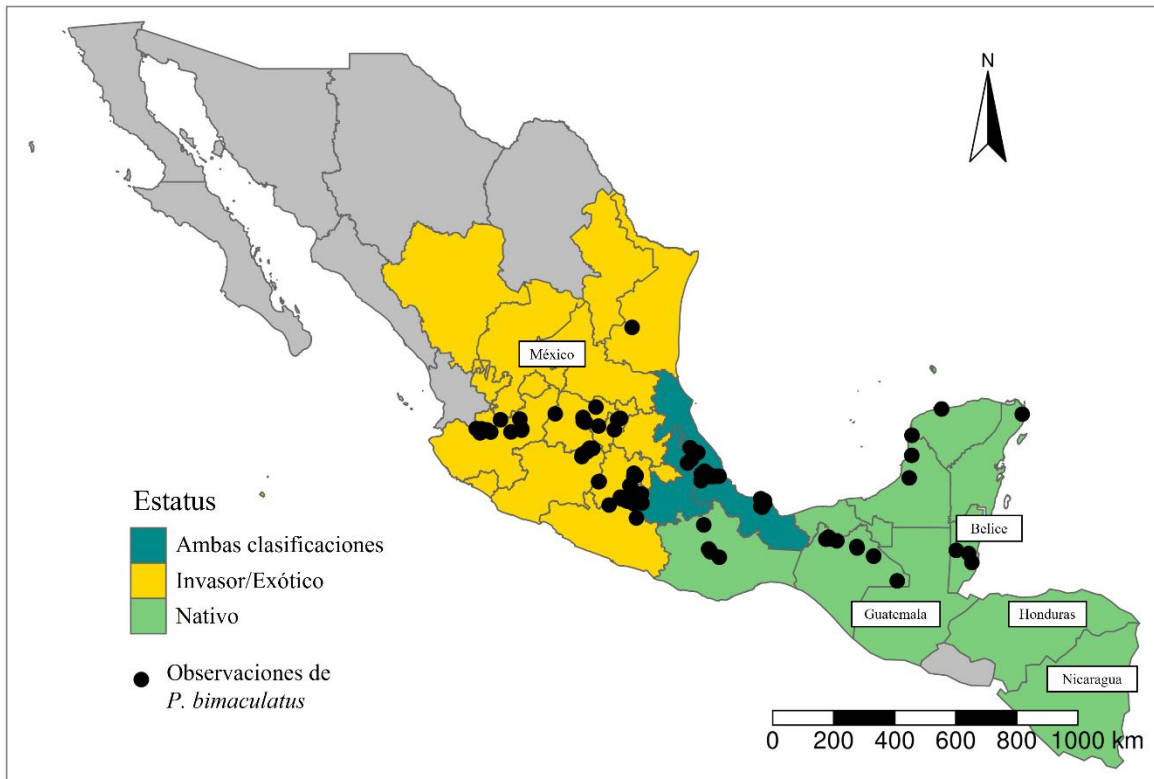 N
México
Belice
Guatemala
Honduras
Nicaragua
Estatus
Ambas clasificaciones
Invasor/Exótico
Nativo
Observaciones de
P. bimaculatus
0 200 400 600 800 1000 km